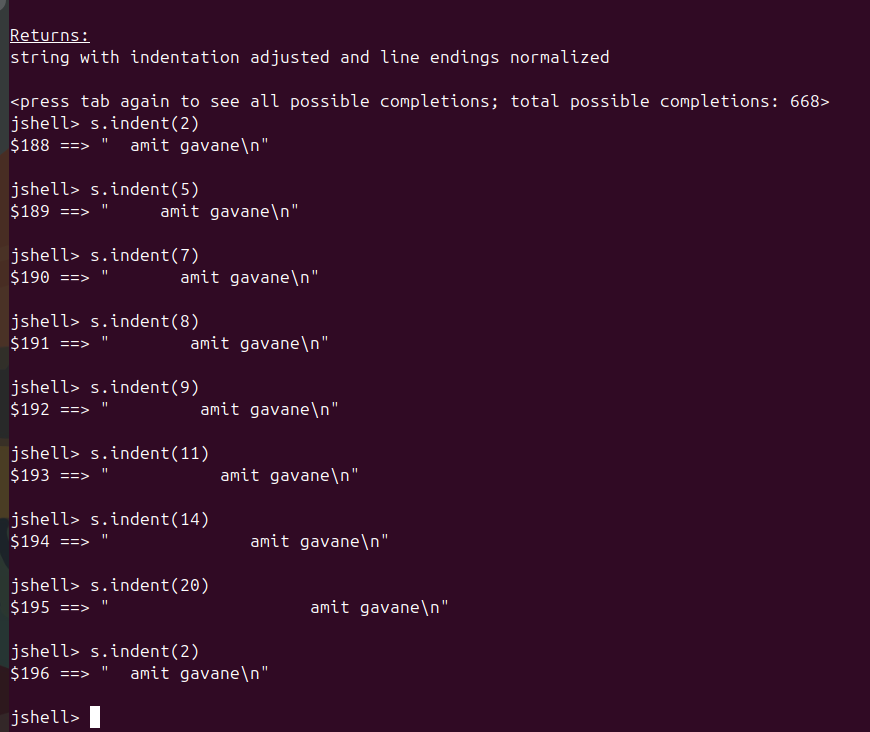 Returns:
string with indentation adjusted and line endings normalized
<press tab again to see all possible completions; total possible completions: 668>
jshell> s.indent(2)
$188 ==> "  amit gavane\n"
jshell> s.indent(5)
$189 ==> "     amit gavane\n"
jshell> s.indent(7)
$190 ==> "       amit gavane\n"
jshell> s.indent(8)
$191 ==> "        amit gavane\n"
jshell> s.indent(9)
$192 ==> "         amit gavane\n"
jshell> s.indent(11)
$193 ==> "           amit gavane\n"
jshell> s.indent(14)
$194 ==> "              amit gavane\n"
jshell> s.indent(20)
$195 ==> "                    amit gavane\n"
jshell> s.indent(2)
$196 ==> "  amit gavane\n"
jshell>